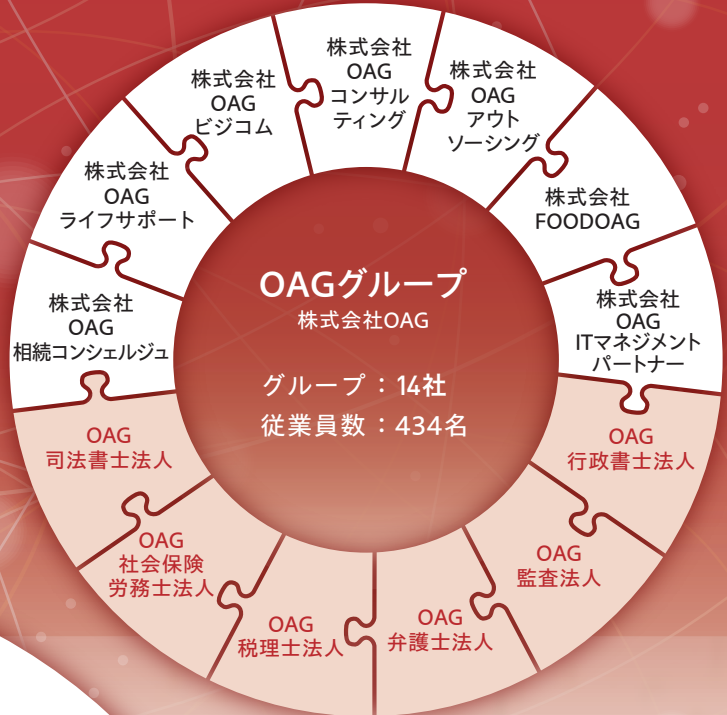 OAGグループ
株式会社OAG
グループ：14社
従業員数：434名
株式会社
OAG
コンサル
ティング
株式会社
OAG
アウト
ソーシング
株式会社
FOODOAG
株式会社
OAG
ITマネジメント
パートナー
OAG
行政書士法人
OAG
監査法人
OAG
弁護士法人
OAG
税理士法人
OAG
社会保険
労務士法人
OAG
司法書士法人
株式会社
OAG
相続コンシェルジュ
株式会社
OAG
ライフサポート
株式会社
OAG
ビジコム